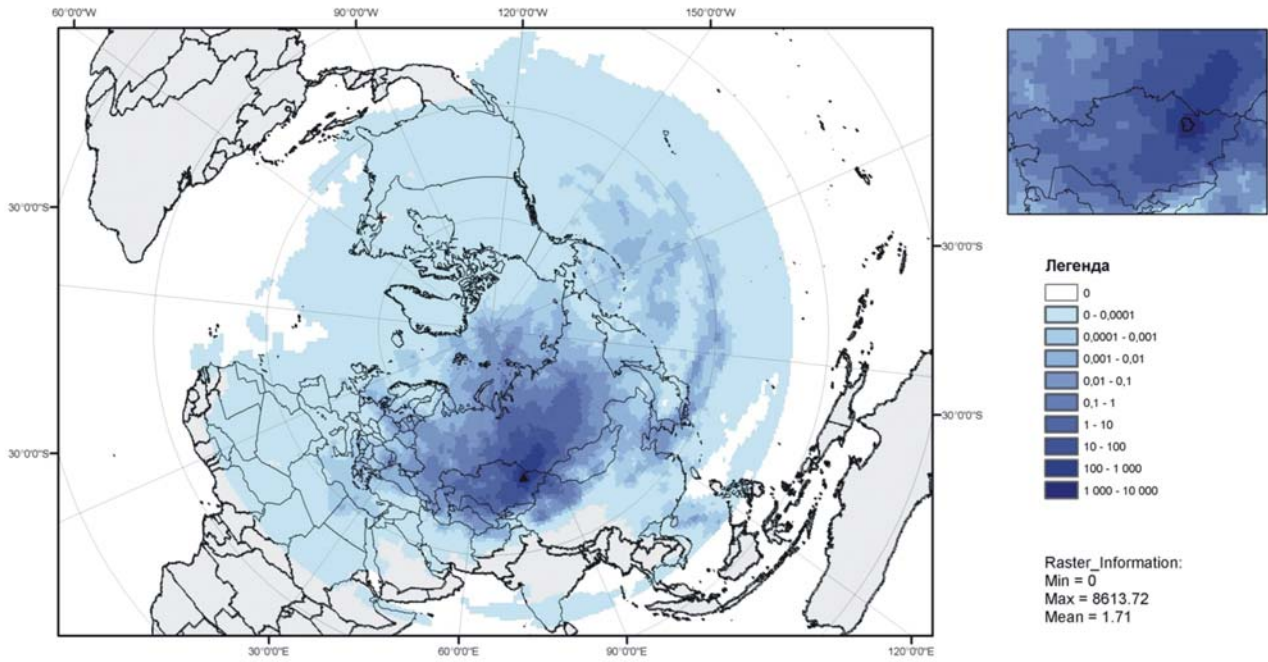 60°0'0"W
90°0'0"W
120°0'0"W
150°0'0"W
30°0'0"S
30°0'0"S
30°0'0"S
30°0'0"S
30°0'0"E
60°0'0"E
90°0'0"E
120°0'0"E
Легенда
0
0 - 0,0001
0,0001 - 0,001
0,001 - 0,01
0,01 - 0,1
0,1 - 1
1 - 10
10 - 100
100 - 1 000
1 000 - 10 000
Raster_Information:
Min = 0
Max = 8613.72
Mean = 1.71